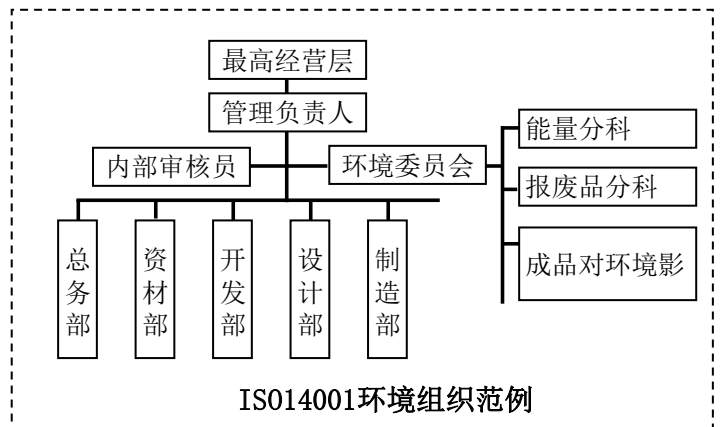 最高经营层
管理负责人
内部审核员
环境委员会
能量分科
报废品分科
成品对环境影
总务部
资材部
开发部
设计部
制造部
ISO14001环境组织范例